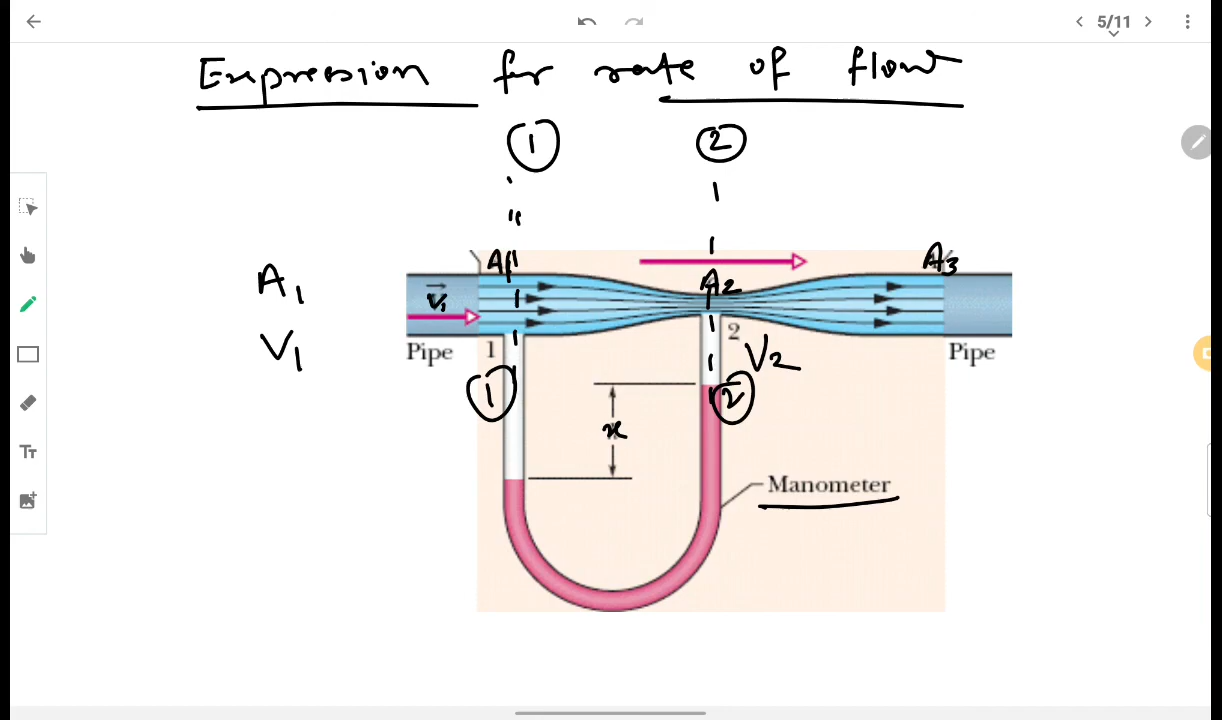 5/11
Expression for rate of flow
1 2
A1 A1 A2 A3
V1 v1
Pipe 1 2 V2 Pipe
1 2
x
Manometer
Tт